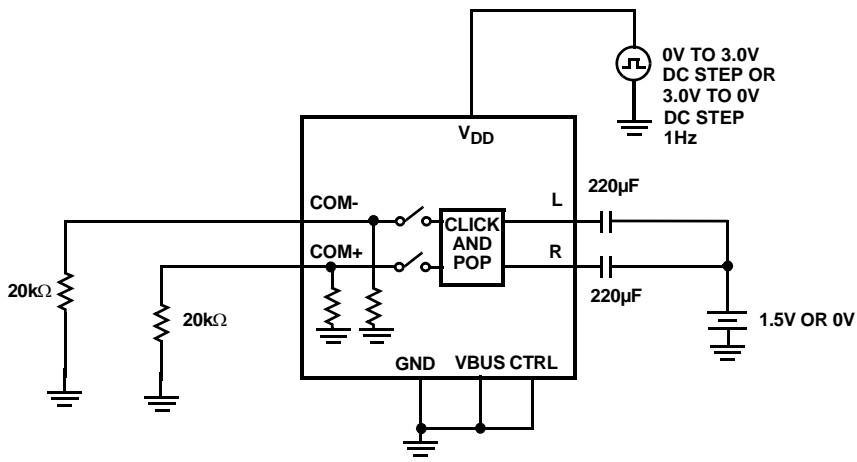 0V TO 3.0V
DC STEP OR
3.0V TO 0V
DC STEP
1Hz
VDD
220µF
COM-
L
CLICK
AND
POP
COM+
R
20kΩ
20kΩ
220µF
1.5V OR 0V
GND VBUS CTRL